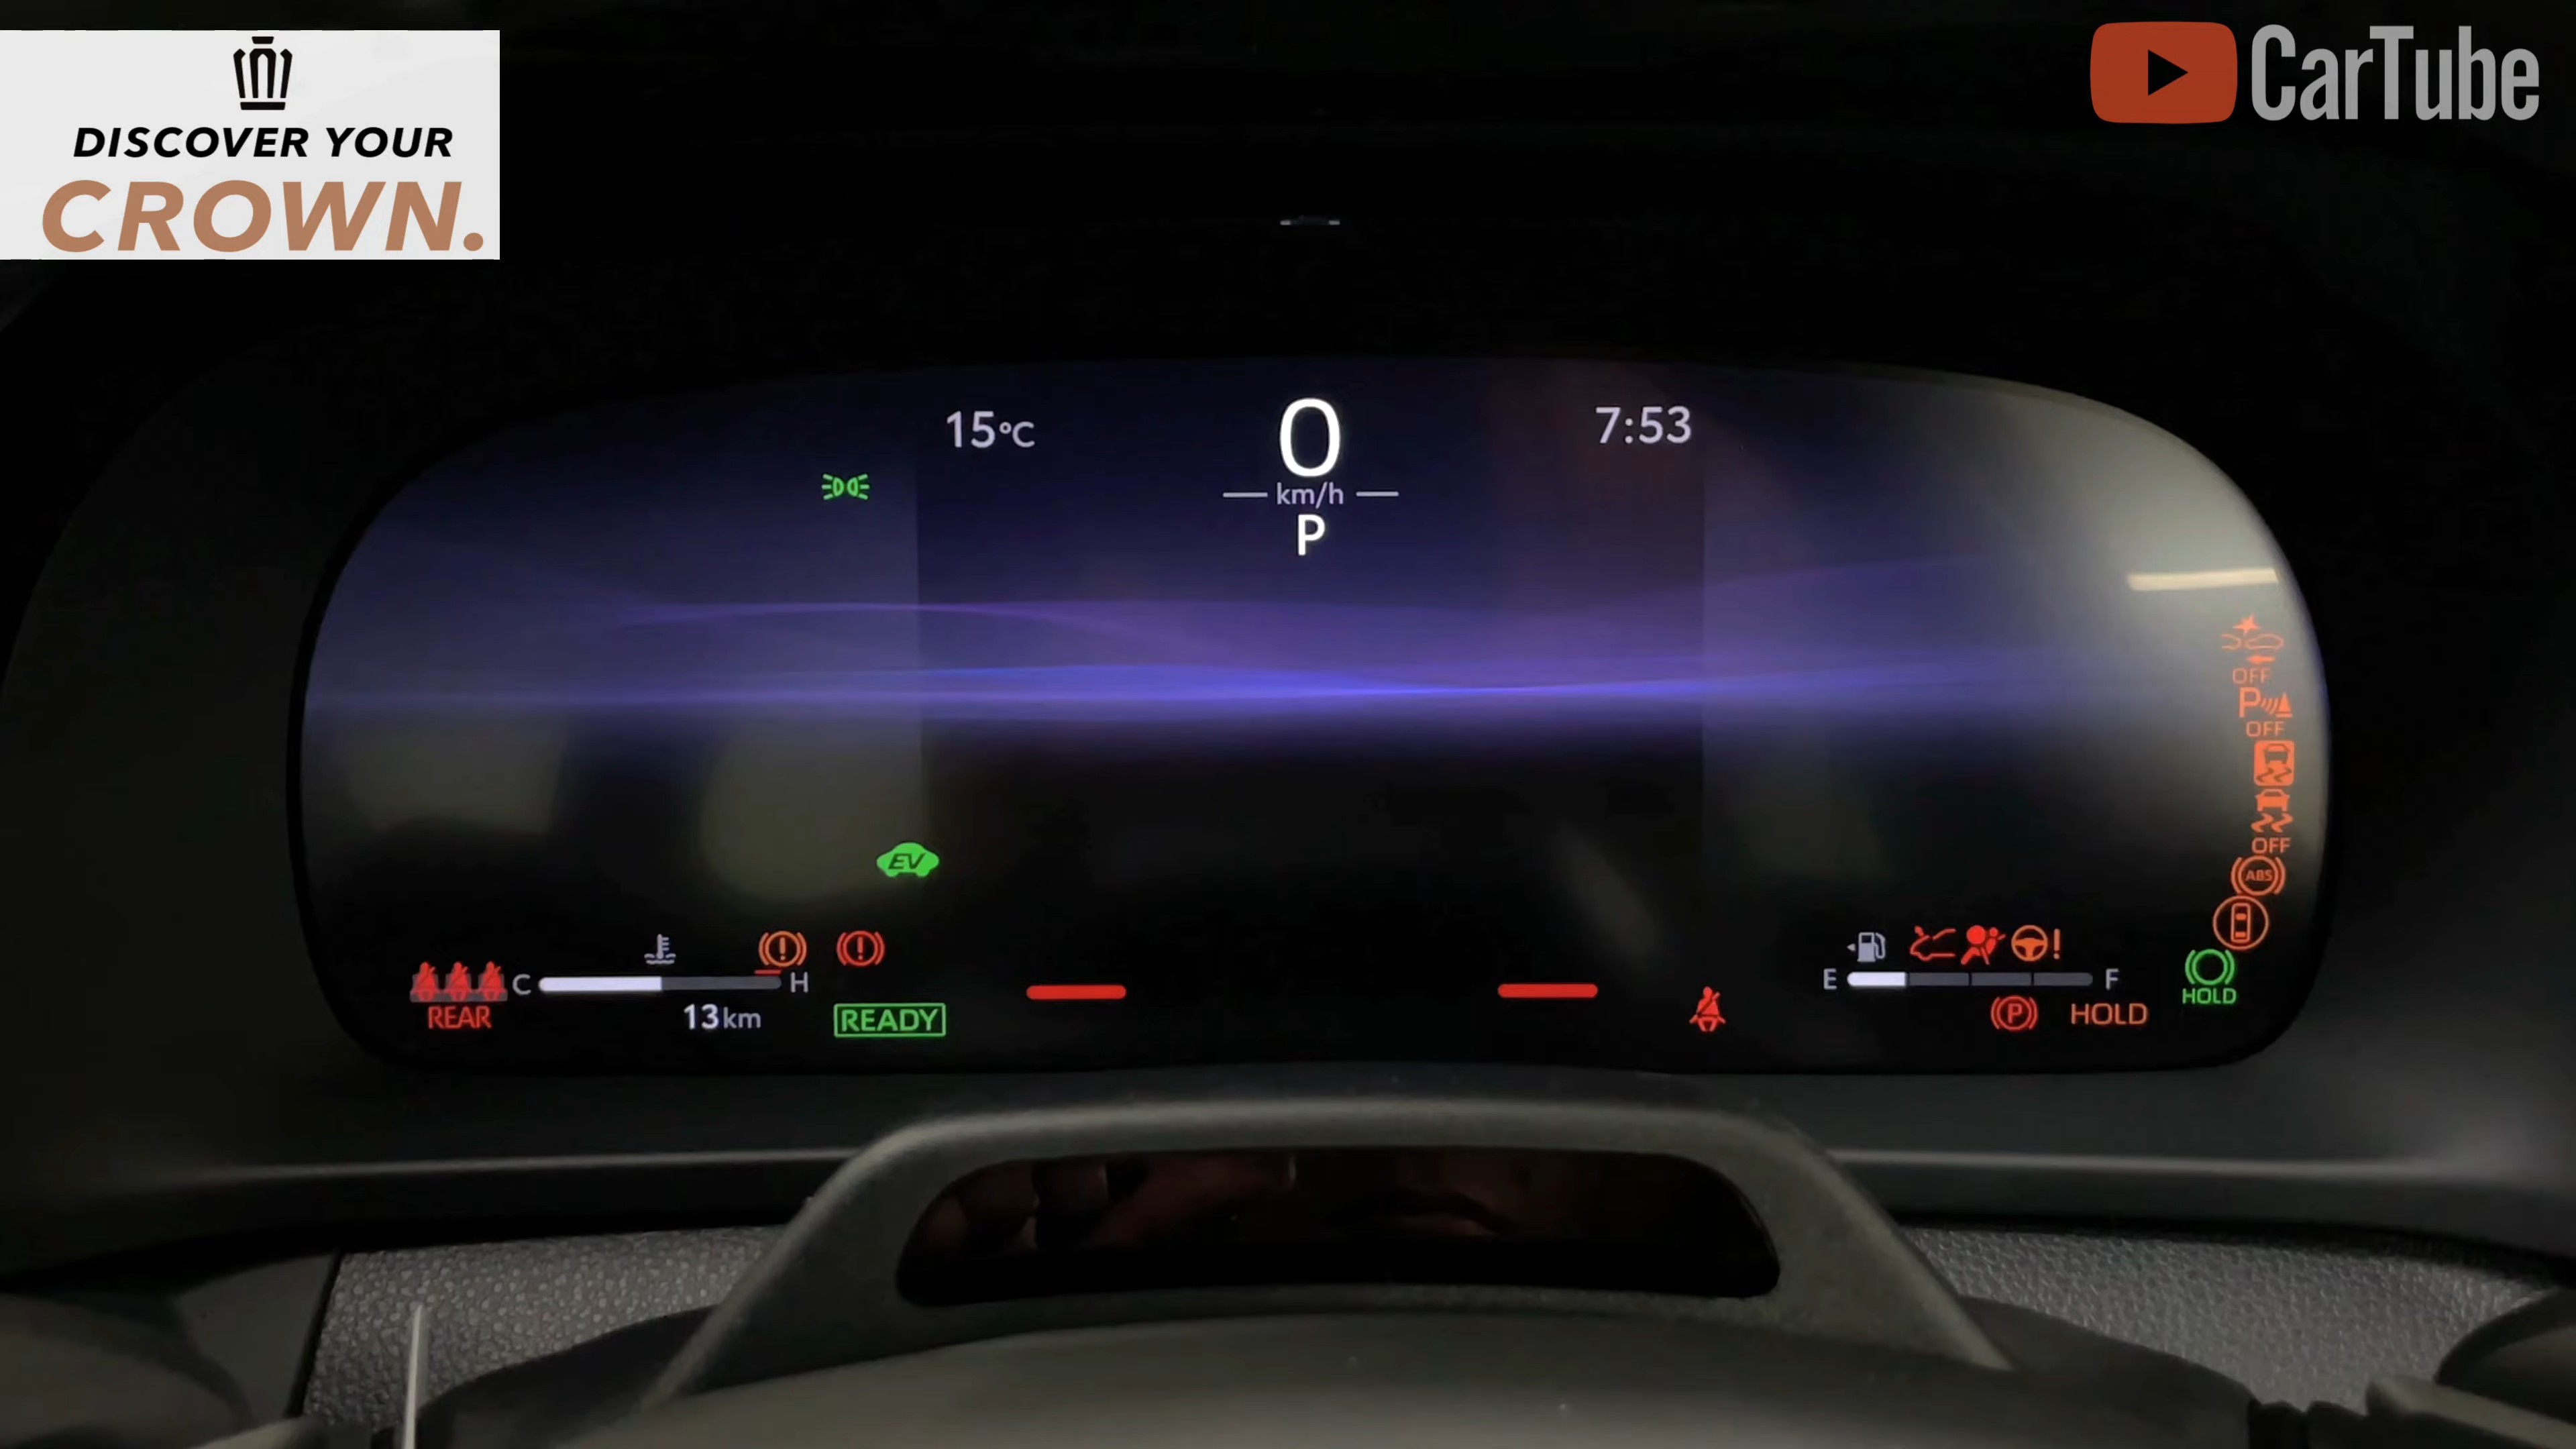 DISCOVER YOUR
CROWN.
CarTube
15°C
0
7:53
km/h
P
OFF
P
OFF
OFF
EV
ABS
REAR
C
H
13km
READY
E
F
P
HOLD
HOLD